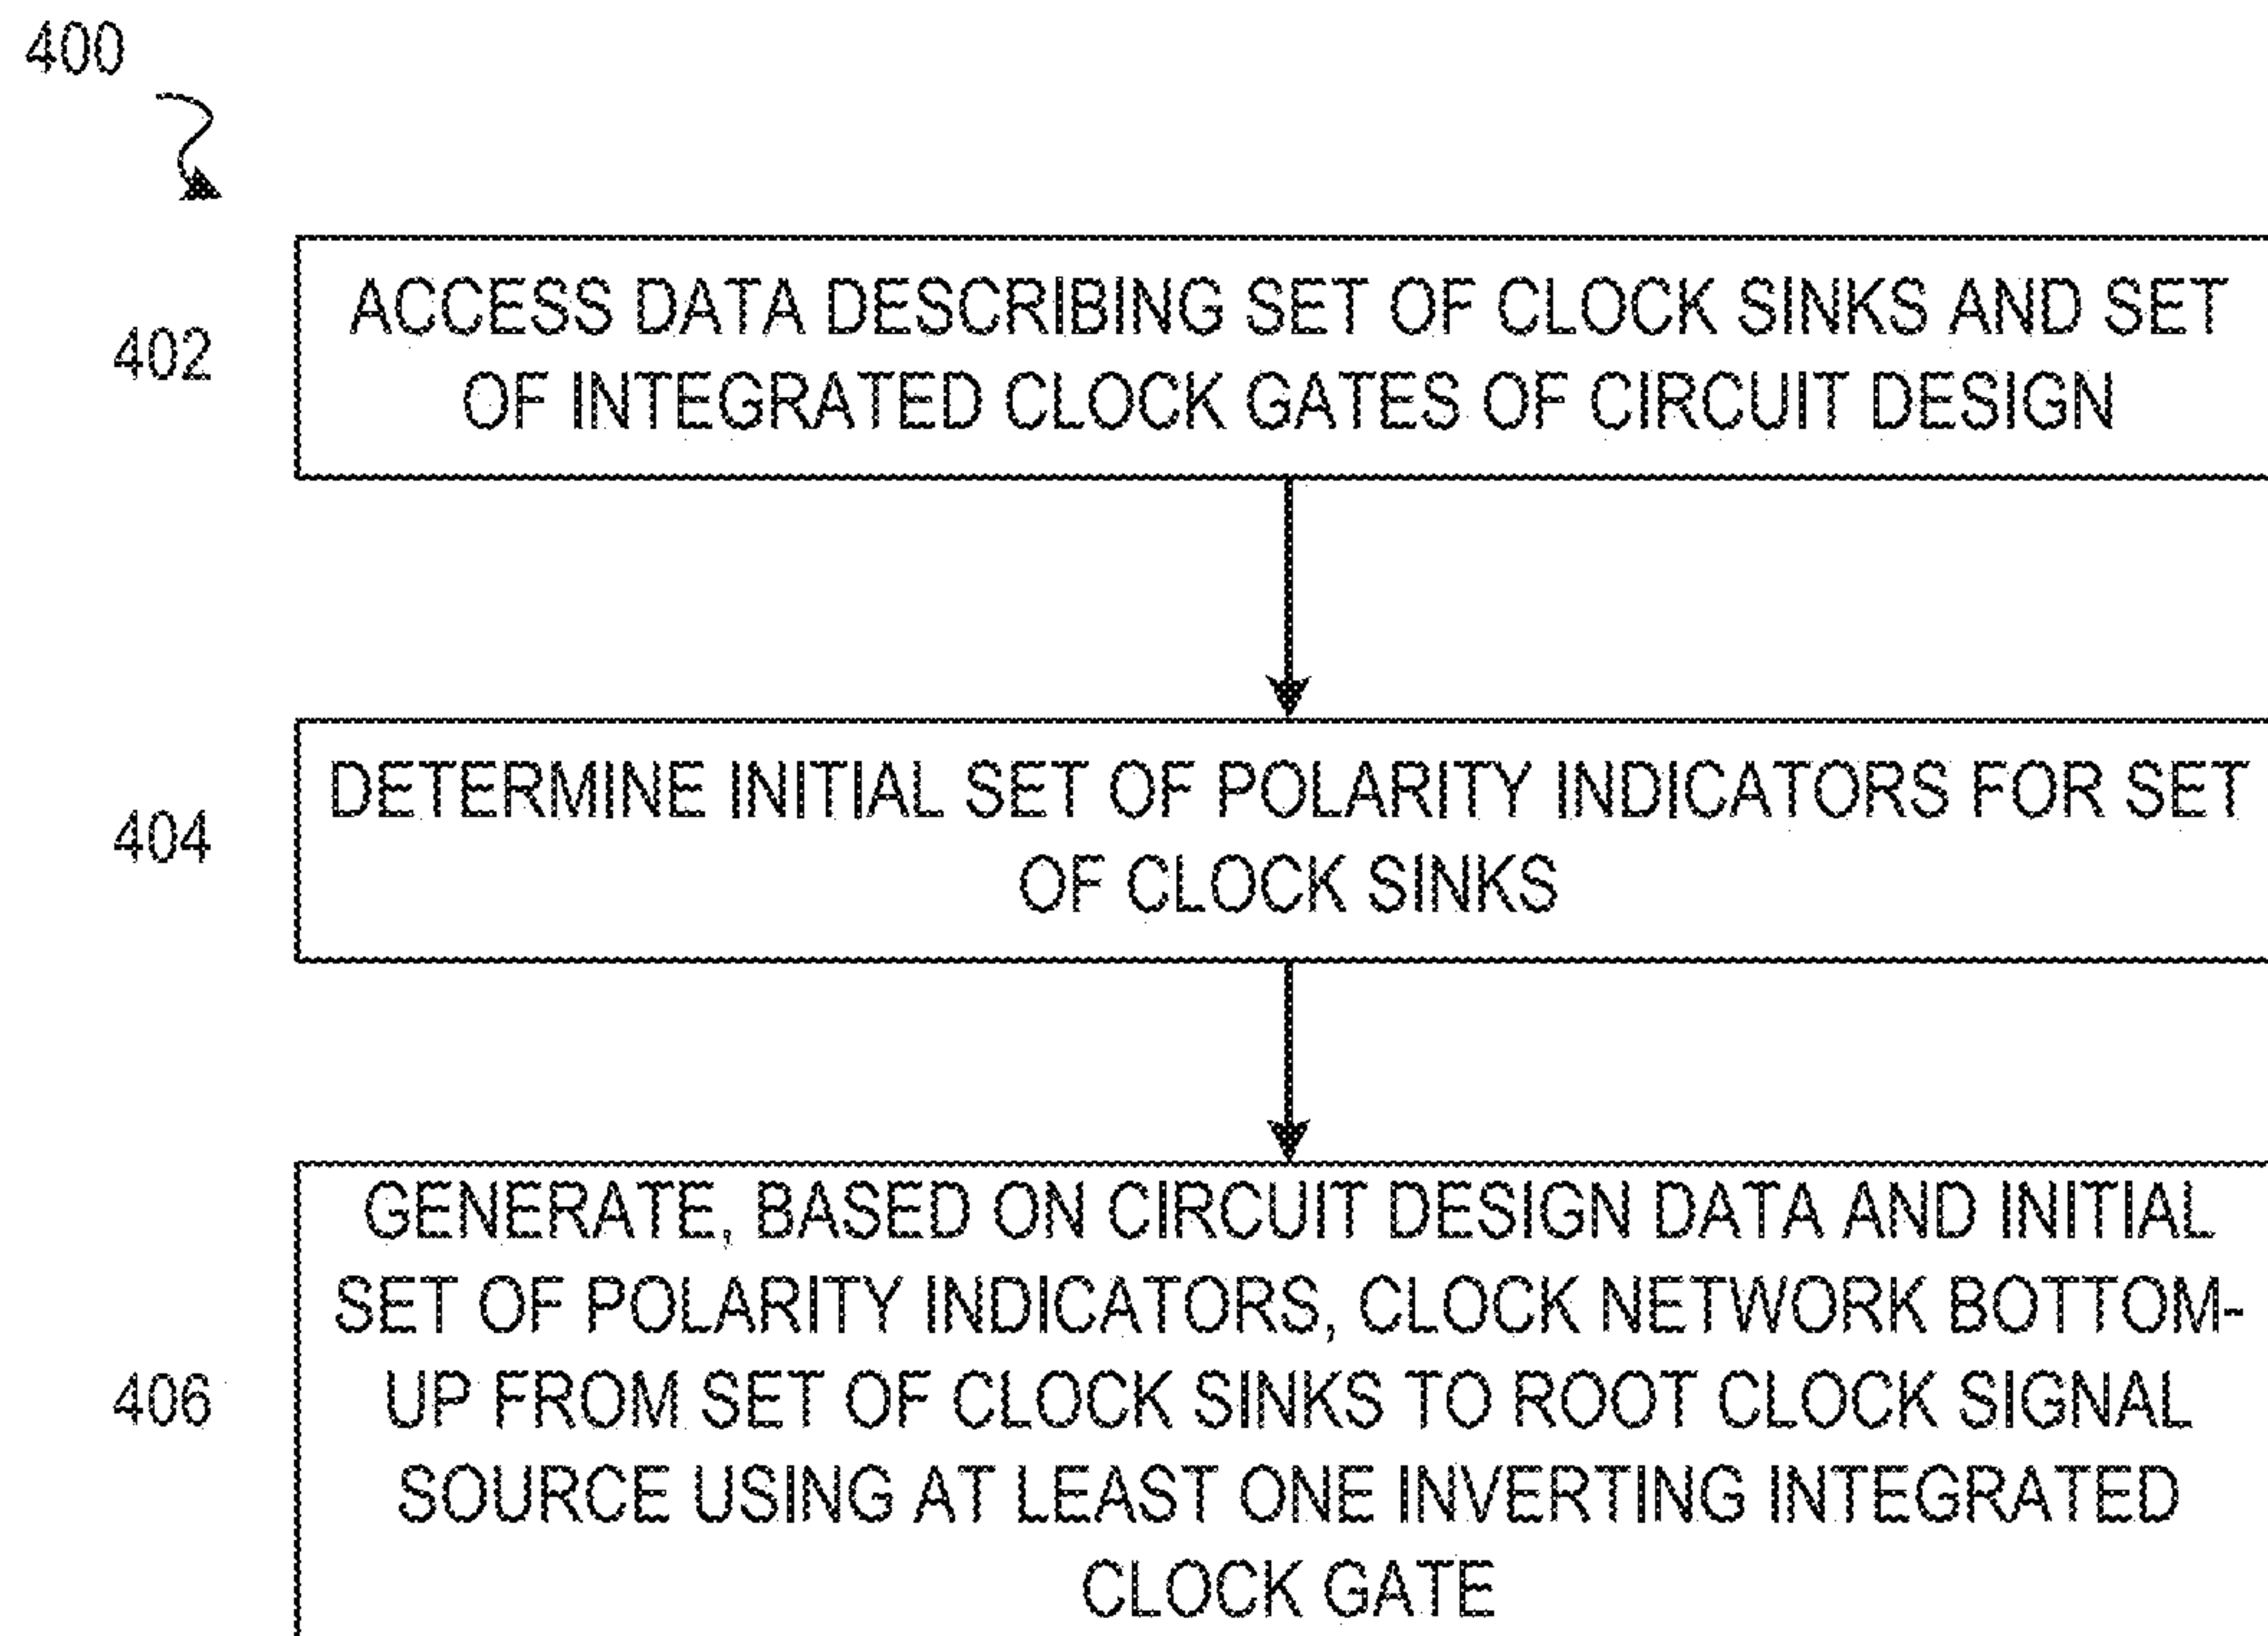 400
402
ACCESS DATA DESCRIBING SET OF CLOCK SINKS AND SET
OF INTEGRATED CLOCK GATES OF CIRCUIT DESIGN
404
DETERMINE INITIAL SET OF POLARITY INDICATORS FOR SET
OF CLOCK SINKS
406
GENERATE, BASED ON CIRCUIT DESIGN DATA AND INITIAL
SET OF POLARITY INDICATORS, CLOCK NETWORK BOTTOM-
UP FROM SET OF CLOCK SINKS TO ROOT CLOCK SIGNAL
SOURCE USING AT LEAST ONE INVERTING INTEGRATED
CLOCK GATE